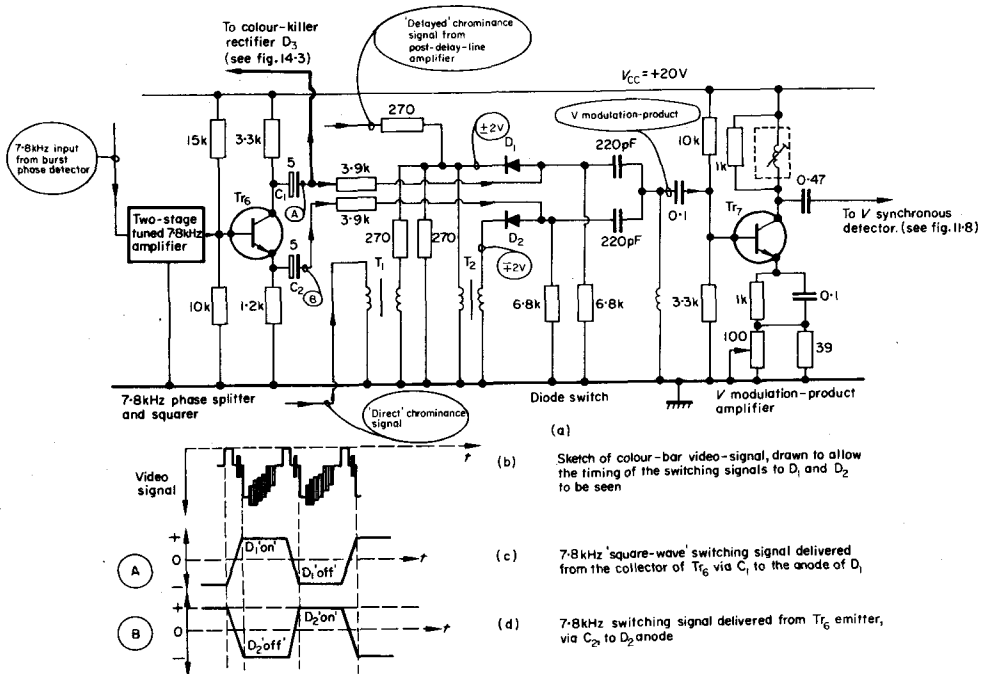 To colour-killer
rectifier D3
(see fig. 14·3)
'Delayed' chrominance
signal from
post-delay-line
amplifier
VCC = +20V
7·8kHz input
from burst
phase detector
15k
3·3k
270
±2V
D1
220pF
V modulation-product
10k
1k
5
C1
A
3·9k
3·9k
Tr6
Two-stage
tuned 7·8kHz
amplifier
5
C2
B
270
270
T1
T2
D2
∓2V
220pF
0·1
Tr7
0·47
To V synchronous
detector. (see fig. 11·8)
10k
1·2k
6·8k
6·8k
3·3k
1k
0·1
100
39
7·8kHz phase splitter
and squarer
'Direct' chrominance
signal
Diode switch
V modulation-product
amplifier
(a)
Video
signal
t
(b) Sketch of colour-bar video-signal, drawn to allow
the timing of the switching signals to D1 and D2
to be seen
A
+
0
−
D1'on'
D1'off'
t
(c) 7·8kHz 'square-wave' switching signal delivered
from the collector of Tr6 via C1 to the anode of D1
B
+
0
−
D2'off'
D2'on'
t
(d) 7·8kHz switching signal delivered from Tr6 emitter,
via C2, to D2 anode